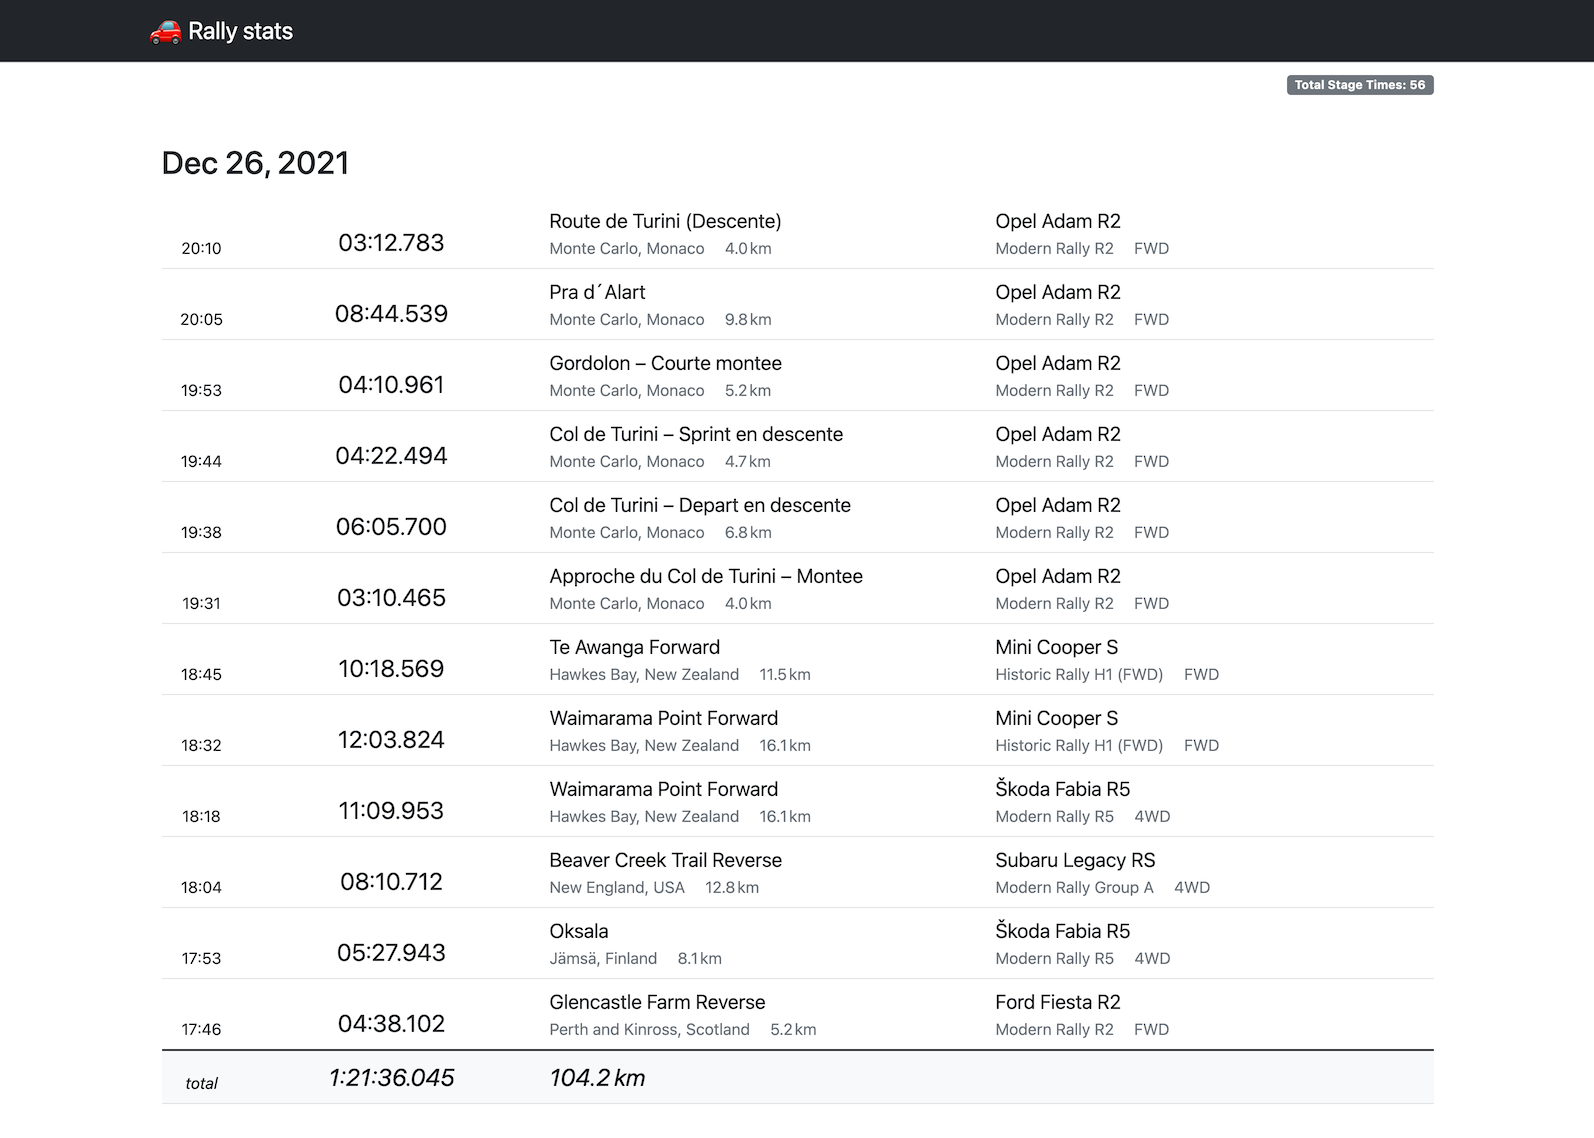 Rally stats
Total Stage Times: 56
Dec 26, 2021
20:10 03:12.783 Route de Turini (Descente) Opel Adam R2
Monte Carlo, Monaco 4.0 km Modern Rally R2 FWD
20:05 08:44.539 Pra d´Alart Opel Adam R2
Monte Carlo, Monaco 9.8 km Modern Rally R2 FWD
19:53 04:10.961 Gordolon – Courte montee Opel Adam R2
Monte Carlo, Monaco 5.2 km Modern Rally R2 FWD
19:44 04:22.494 Col de Turini – Sprint en descente Opel Adam R2
Monte Carlo, Monaco 4.7 km Modern Rally R2 FWD
19:38 06:05.700 Col de Turini – Depart en descente Opel Adam R2
Monte Carlo, Monaco 6.8 km Modern Rally R2 FWD
19:31 03:10.465 Approche du Col de Turini – Montee Opel Adam R2
Monte Carlo, Monaco 4.0 km Modern Rally R2 FWD
18:45 10:18.569 Te Awanga Forward Mini Cooper S
Hawkes Bay, New Zealand 11.5 km Historic Rally H1 (FWD) FWD
18:32 12:03.824 Waimarama Point Forward Mini Cooper S
Hawkes Bay, New Zealand 16.1 km Historic Rally H1 (FWD) FWD
18:18 11:09.953 Waimarama Point Forward Škoda Fabia R5
Hawkes Bay, New Zealand 16.1 km Modern Rally R5 4WD
18:04 08:10.712 Beaver Creek Trail Reverse Subaru Legacy RS
New England, USA 12.8 km Modern Rally Group A 4WD
17:53 05:27.943 Oksala Škoda Fabia R5
Jämsä, Finland 8.1 km Modern Rally R5 4WD
17:46 04:38.102 Glencastle Farm Reverse Ford Fiesta R2
Perth and Kinross, Scotland 5.2 km Modern Rally R2 FWD
total 1:21:36.045 104.2 km